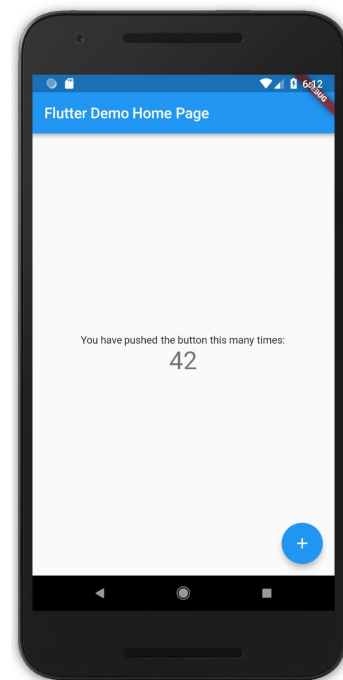 6:12
DEBUG
Flutter Demo Home Page
You have pushed the button this many times:
42
+